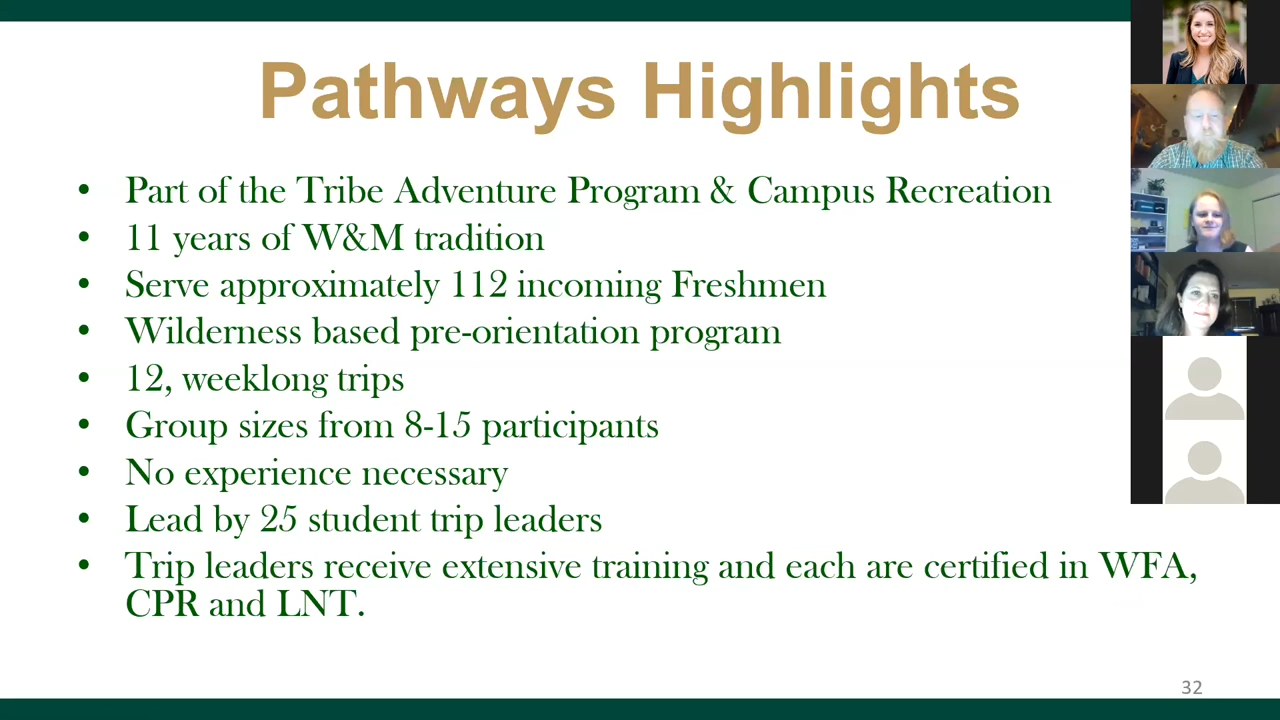 Pathways Highlights
• Part of the Tribe Adventure Program & Campus Recreation
• 11 years of W&M tradition
• Serve approximately 112 incoming Freshmen
• Wilderness based pre-orientation program
• 12, weeklong trips
• Group sizes from 8-15 participants
• No experience necessary
• Lead by 25 student trip leaders
• Trip leaders receive extensive training and each are certified in WFA,
CPR and LNT.
32